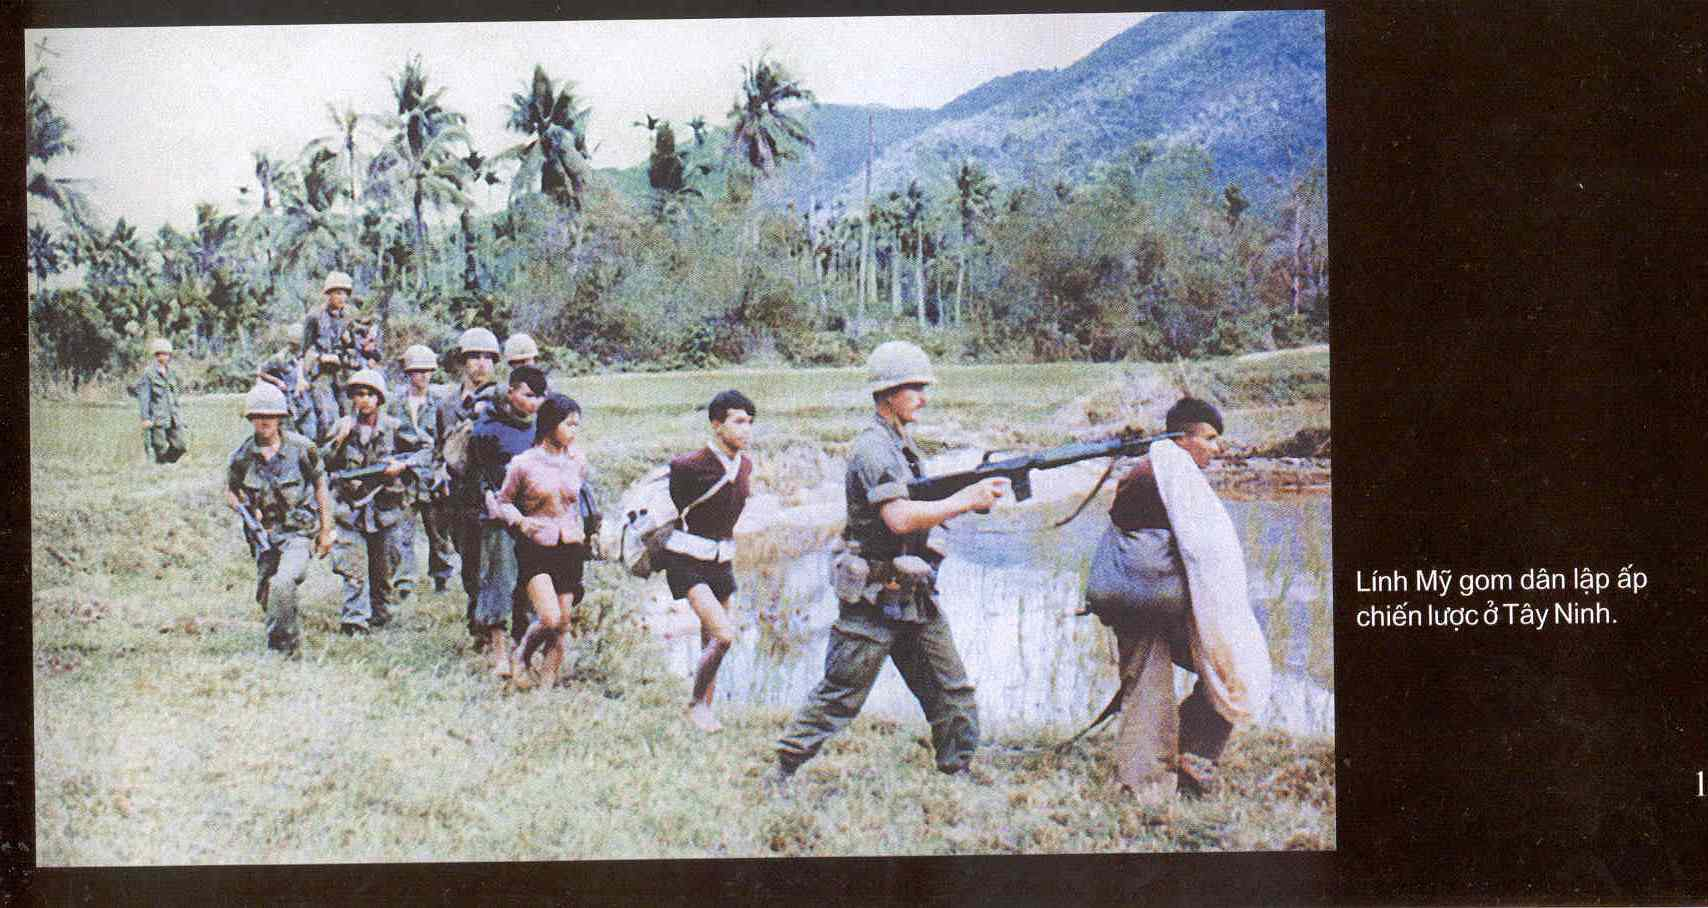 Lính Mỹ gom dân lập ấp
chiến lược ở Tây Ninh.
1